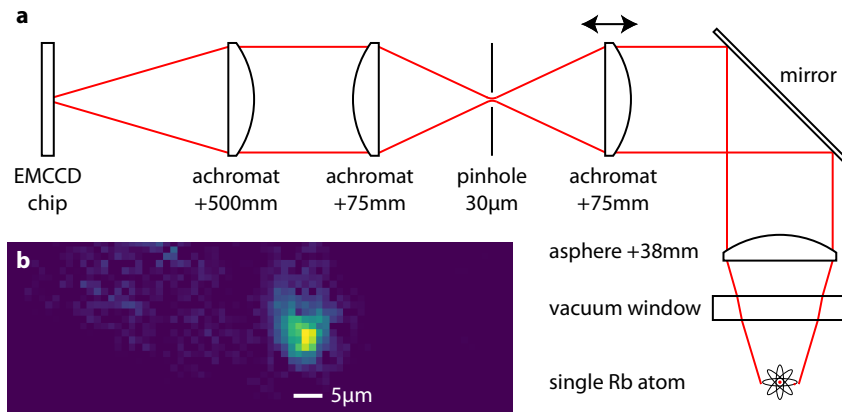 a
mirror
EMCCD
chip
achromat
+500mm
achromat
+75mm
pinhole
30μm
achromat
+75mm
asphere +38mm
b
vacuum window
single Rb atom
5μm